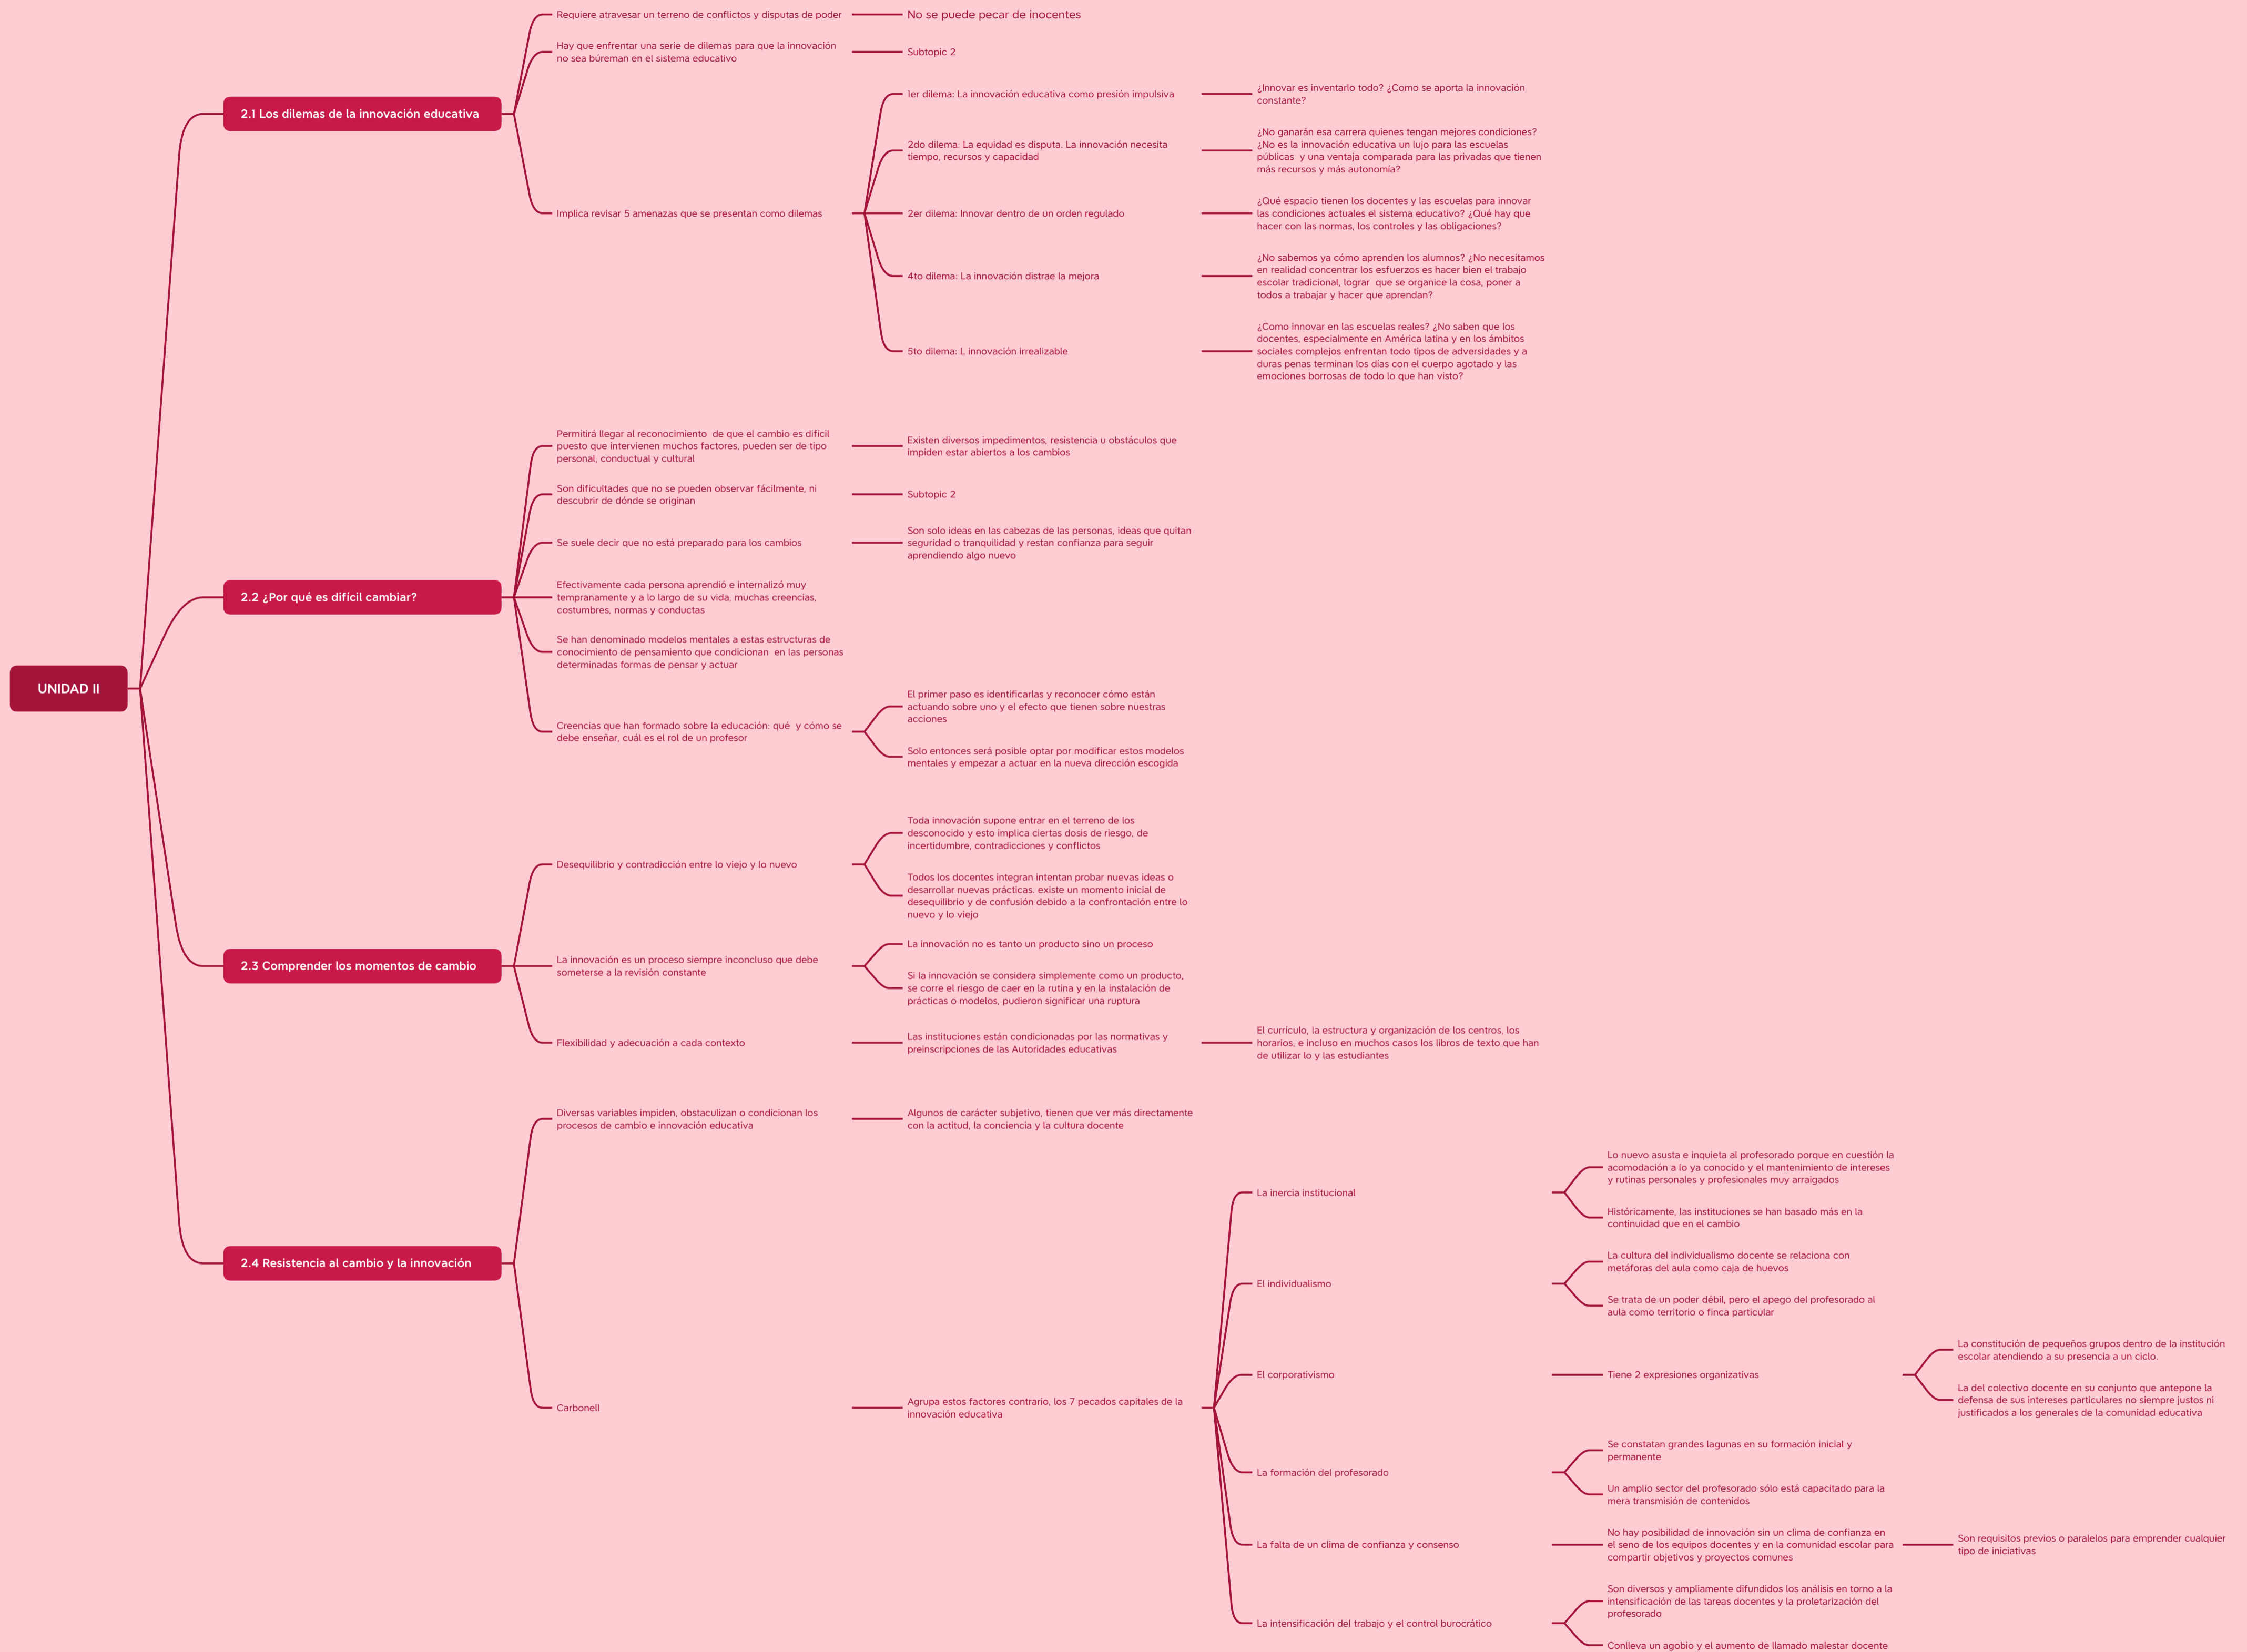 UNIDAD II
2.1 Los dilemas de la innovación educativa
Requiere atravesar un terreno de conflictos y disputas de poder
No se puede pecar de inocentes
Hay que enfrentar una serie de dilemas para que la innovación
no sea búreman en el sistema educativo
Subtopic 2
Implica revisar 5 amenazas que se presentan como dilemas
1er dilema: La innovación educativa como presión impulsiva
¿Innovar es inventarlo todo? ¿Como se aporta la innovación
constante?
2do dilema: La equidad es disputa. La innovación necesita
tiempo, recursos y capacidad
¿No ganarán esa carrera quienes tengan mejores condiciones?
¿No es la innovación educativa un lujo para las escuelas
públicas  y una ventaja comparada para las privadas que tienen
más recursos y más autonomía?
2er dilema: Innovar dentro de un orden regulado
¿Qué espacio tienen los docentes y las escuelas para innovar
las condiciones actuales el sistema educativo? ¿Qué hay que
hacer con las normas, los controles y las obligaciones?
4to dilema: La innovación distrae la mejora
¿No sabemos ya cómo aprenden los alumnos? ¿No necesitamos
en realidad concentrar los esfuerzos es hacer bien el trabajo
escolar tradicional, lograr  que se organice la cosa, poner a
todos a trabajar y hacer que aprendan?
5to dilema: L innovación irrealizable
¿Como innovar en las escuelas reales? ¿No saben que los
docentes, especialmente en América latina y en los ámbitos
sociales complejos enfrentan todo tipos de adversidades y a
duras penas terminan los días con el cuerpo agotado y las
emociones borrosas de todo lo que han visto?
2.2 ¿Por qué es difícil cambiar?
Permitirá llegar al reconocimiento  de que el cambio es difícil
puesto que intervienen muchos factores, pueden ser de tipo
personal, conductual y cultural
Existen diversos impedimentos, resistencia u obstáculos que
impiden estar abiertos a los cambios
Son dificultades que no se pueden observar fácilmente, ni
descubrir de dónde se originan
Subtopic 2
Se suele decir que no está preparado para los cambios
Son solo ideas en las cabezas de las personas, ideas que quitan
seguridad o tranquilidad y restan confianza para seguir
aprendiendo algo nuevo
Efectivamente cada persona aprendió e internalizó muy
tempranamente y a lo largo de su vida, muchas creencias,
costumbres, normas y conductas
Se han denominado modelos mentales a estas estructuras de
conocimiento de pensamiento que condicionan  en las personas
determinadas formas de pensar y actuar
Creencias que han formado sobre la educación: qué  y cómo se
debe enseñar, cuál es el rol de un profesor
El primer paso es identificarlas y reconocer cómo están
actuando sobre uno y el efecto que tienen sobre nuestras
acciones
Solo entonces será posible optar por modificar estos modelos
mentales y empezar a actuar en la nueva dirección escogida
2.3 Comprender los momentos de cambio
Desequilibrio y contradicción entre lo viejo y lo nuevo
Toda innovación supone entrar en el terreno de los
desconocido y esto implica ciertas dosis de riesgo, de
incertidumbre, contradicciones y conflictos
Todos los docentes integran intentan probar nuevas ideas o
desarrollar nuevas prácticas. existe un momento inicial de
desequilibrio y de confusión debido a la confrontación entre lo
nuevo y lo viejo
La innovación es un proceso siempre inconcluso que debe
someterse a la revisión constante
La innovación no es tanto un producto sino un proceso
Si la innovación se considera simplemente como un producto,
se corre el riesgo de caer en la rutina y en la instalación de
prácticas o modelos, pudieron significar una ruptura
Flexibilidad y adecuación a cada contexto
Las instituciones están condicionadas por las normativas y
preinscripciones de las Autoridades educativas
El currículo, la estructura y organización de los centros, los
horarios, e incluso en muchos casos los libros de texto que han
de utilizar lo y las estudiantes
2.4 Resistencia al cambio y la innovación
Diversas variables impiden, obstaculizan o condicionan los
procesos de cambio e innovación educativa
Algunos de carácter subjetivo, tienen que ver más directamente
con la actitud, la conciencia y la cultura docente
Carbonell
Agrupa estos factores contrario, los 7 pecados capitales de la
innovación educativa
La inercia institucional
Lo nuevo asusta e inquieta al profesorado porque en cuestión la
acomodación a lo ya conocido y el mantenimiento de intereses
y rutinas personales y profesionales muy arraigados
Históricamente, las instituciones se han basado más en la
continuidad que en el cambio
El individualismo
La cultura del individualismo docente se relaciona con
metáforas del aula como caja de huevos
Se trata de un poder débil, pero el apego del profesorado al
aula como territorio o finca particular
El corporativismo
Tiene 2 expresiones organizativas
La constitución de pequeños grupos dentro de la institución
escolar atendiendo a su presencia a un ciclo.
La del colectivo docente en su conjunto que antepone la
defensa de sus intereses particulares no siempre justos ni
justificados a los generales de la comunidad educativa
La formación del profesorado
Se constatan grandes lagunas en su formación inicial y
permanente
Un amplio sector del profesorado sólo está capacitado para la
mera transmisión de contenidos
La falta de un clima de confianza y consenso
No hay posibilidad de innovación sin un clima de confianza en
el seno de los equipos docentes y en la comunidad escolar para
compartir objetivos y proyectos comunes
Son requisitos previos o paralelos para emprender cualquier
tipo de iniciativas
La intensificación del trabajo y el control burocrático
Son diversos y ampliamente difundidos los análisis en torno a la
intensificación de las tareas docentes y la proletarización del
profesorado
Conlleva un agobio y el aumento de llamado malestar docente